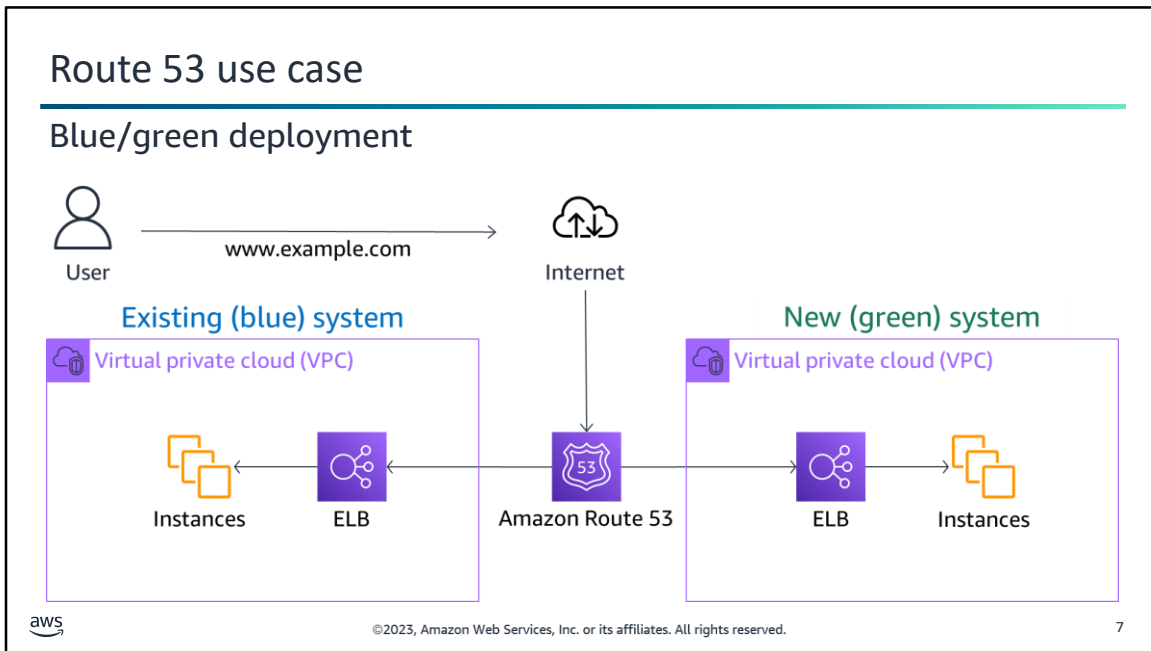 Route 53 use case
Blue/green deployment
www.example.com
User
Internet
Existing (blue) system
New (green) system
Virtual private cloud (VPC)
Virtual private cloud (VPC)
53
Instances
ELB
Amazon Route 53
ELB
Instances
aws
©2023, Amazon Web Services, Inc. or its affiliates. All rights reserved.
7